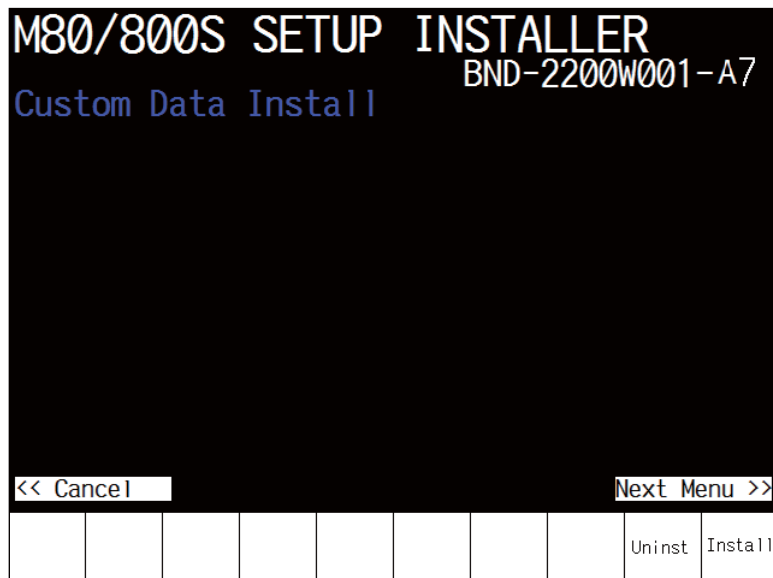 M80/800S SETUP INSTALLER
BND-2200W001-A7
Custom Data Install
<< Cancel
Next Menu >>
Uninst
Install